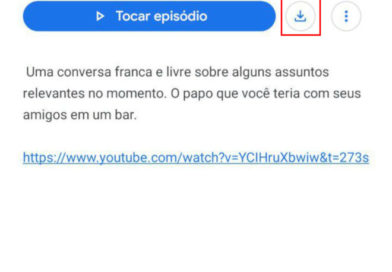 Tocar episódio
Uma conversa franca e livre sobre alguns assuntos
relevantes no momento. O papo que você teria com seus
amigos em um bar.
https://www.youtube.com/watch?v=YCIHruXbwiw&t=273s